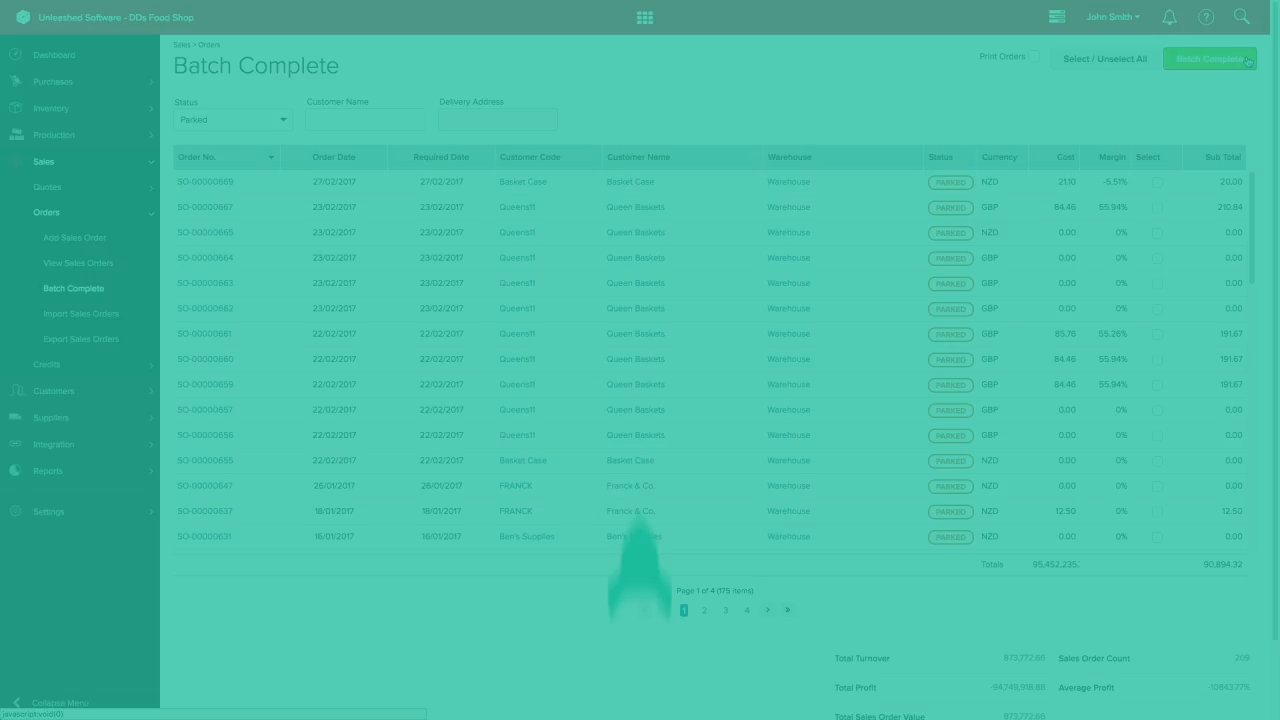 Unleashed Software - DDs Food Shop
John Smith
Dashboard
Purchases
Inventory
Production
Sales
Quotes
Orders
Add Sales Order
View Sales Orders
Batch Complete
Import Sales Orders
Export Sales Orders
Credits
Customers
Suppliers
Integration
Reports
Settings
Collapse Menu
javascript:void(0)
Sales > Orders
Batch Complete
Print Orders
Select / Unselect All
Batch Complete
Status
Customer Name
Delivery Address
Parked
Order No. Order Date Required Date Customer Code Customer Name Warehouse Status Currency Cost Margin Select Sub Total
SO-00000669 27/02/2017 27/02/2017 Basket Case Basket Case Warehouse PARKED NZD 21.10 -5.51% 20.00
SO-00000667 23/02/2017 23/02/2017 Queens11 Queen Baskets Warehouse PARKED GBP 84.46 55.94% 210.84
SO-00000665 23/02/2017 23/02/2017 Queens11 Queen Baskets Warehouse PARKED NZD 0.00 0% 0.00
SO-00000664 23/02/2017 23/02/2017 Queens11 Queen Baskets Warehouse PARKED GBP 0.00 0% 0.00
SO-00000663 23/02/2017 23/02/2017 Queens11 Queen Baskets Warehouse PARKED GBP 0.00 0% 0.00
SO-00000662 23/02/2017 23/02/2017 Queens11 Queen Baskets Warehouse PARKED GBP 0.00 0% 0.00
SO-00000661 22/02/2017 22/02/2017 Queens11 Queen Baskets Warehouse PARKED GBP 85.76 55.26% 191.67
SO-00000660 22/02/2017 22/02/2017 Queens11 Queen Baskets Warehouse PARKED GBP 84.46 55.94% 191.67
SO-00000659 22/02/2017 22/02/2017 Queens11 Queen Baskets Warehouse PARKED GBP 84.46 55.94% 191.67
SO-00000657 22/02/2017 22/02/2017 Queens11 Queen Baskets Warehouse PARKED GBP 0.00 0% 0.00
SO-00000656 22/02/2017 22/02/2017 Queens11 Queen Baskets Warehouse PARKED GBP 0.00 0% 0.00
SO-00000655 22/02/2017 22/02/2017 Basket Case Basket Case Warehouse PARKED NZD 0.00 0% 0.00
SO-00000647 26/01/2017 26/01/2017 FRANCK Franck & Co. Warehouse PARKED NZD 0.00 0% 0.00
SO-00000637 18/01/2017 18/01/2017 FRANCK Franck & Co. Warehouse PARKED NZD 12.50 0% 12.50
SO-00000631 16/01/2017 16/01/2017 Ben's Supplies Ben's Supplies Warehouse PARKED NZD 0.00 0% 0.00
Totals 95,452,235. 90,894.32
Page 1 of 4 (175 items)
1 2 3 4
Total Turnover 873,772.66 Sales Order Count 209
Total Profit -94,749,918.88 Average Profit -10843.77%
Total Sales Order Value 873,772.66